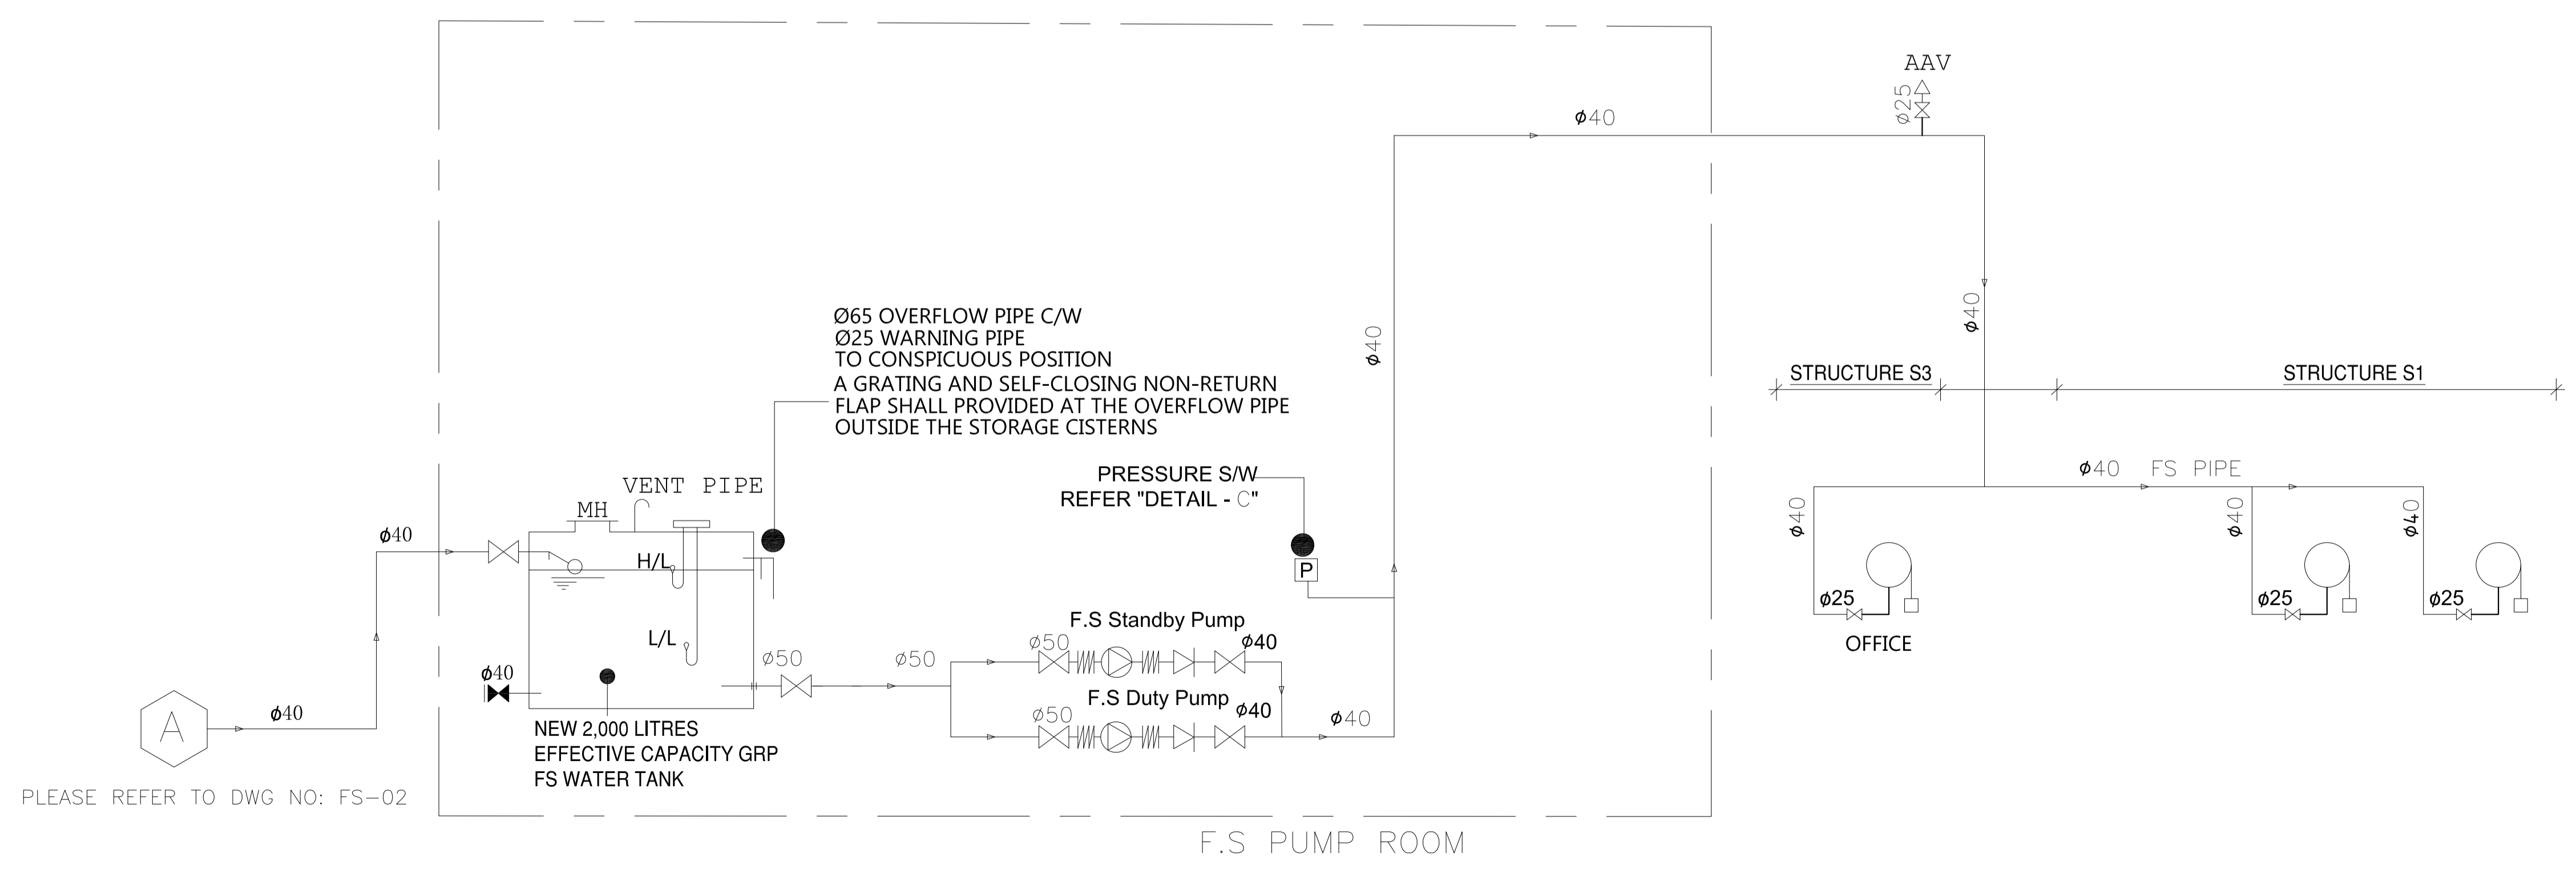 AAV
ϕ25
ϕ40
Ø65 OVERFLOW PIPE C/W
Ø25 WARNING PIPE
TO CONSPICUOUS POSITION
A GRATING AND SELF-CLOSING NON-RETURN
FLAP SHALL PROVIDED AT THE OVERFLOW PIPE
OUTSIDE THE STORAGE CISTERNS
ϕ40
ϕ40
STRUCTURE S3
STRUCTURE S1
PRESSURE S/W
REFER "DETAIL - C"
ϕ40 FS PIPE
VENT PIPE
MH
ϕ40
H/L
P
ϕ40
ϕ40
ϕ40
ϕ25
ϕ25
ϕ25
OFFICE
F.S Standby Pump
L/L
ϕ50
ϕ50
ϕ50
ϕ40
ϕ40
F.S Duty Pump
ϕ50
ϕ40
ϕ40
A
ϕ40
NEW 2,000 LITRES
EFFECTIVE CAPACITY GRP
FS WATER TANK
PLEASE REFER TO DWG NO: FS-02
F.S PUMP ROOM